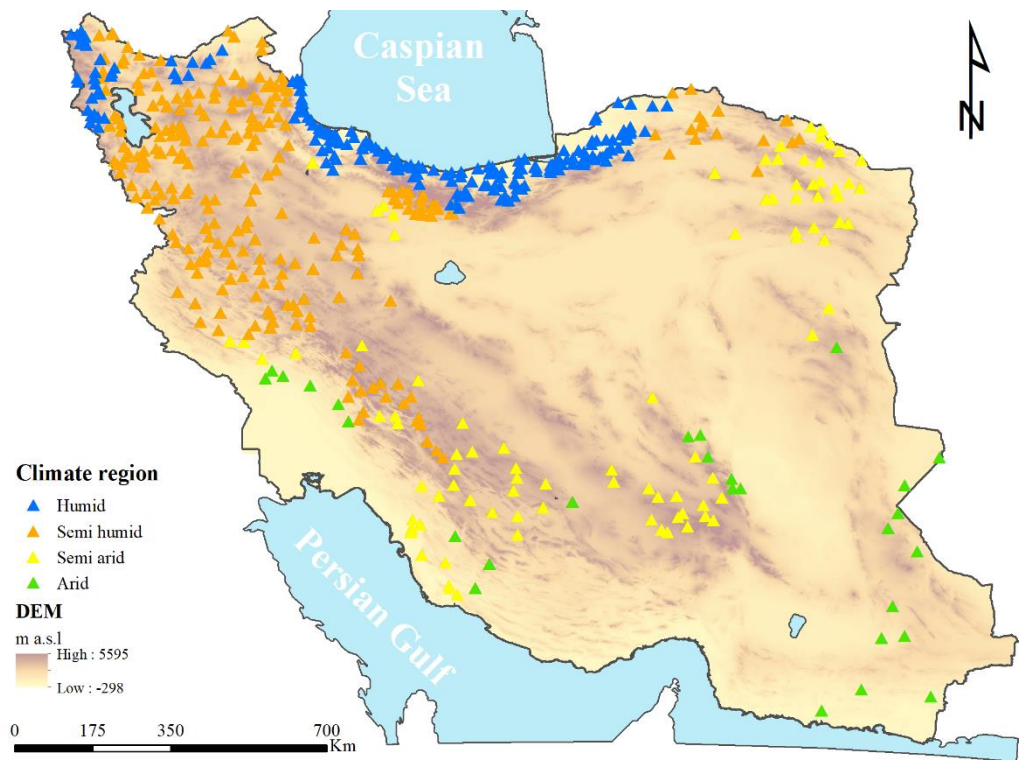 Caspian
Sea
N
Climate region
Humid
Semi humid
Semi arid
Arid
DEM
m a.s.l
High : 5595
Low : -298
Persian Gulf
0 175 350 700
Km